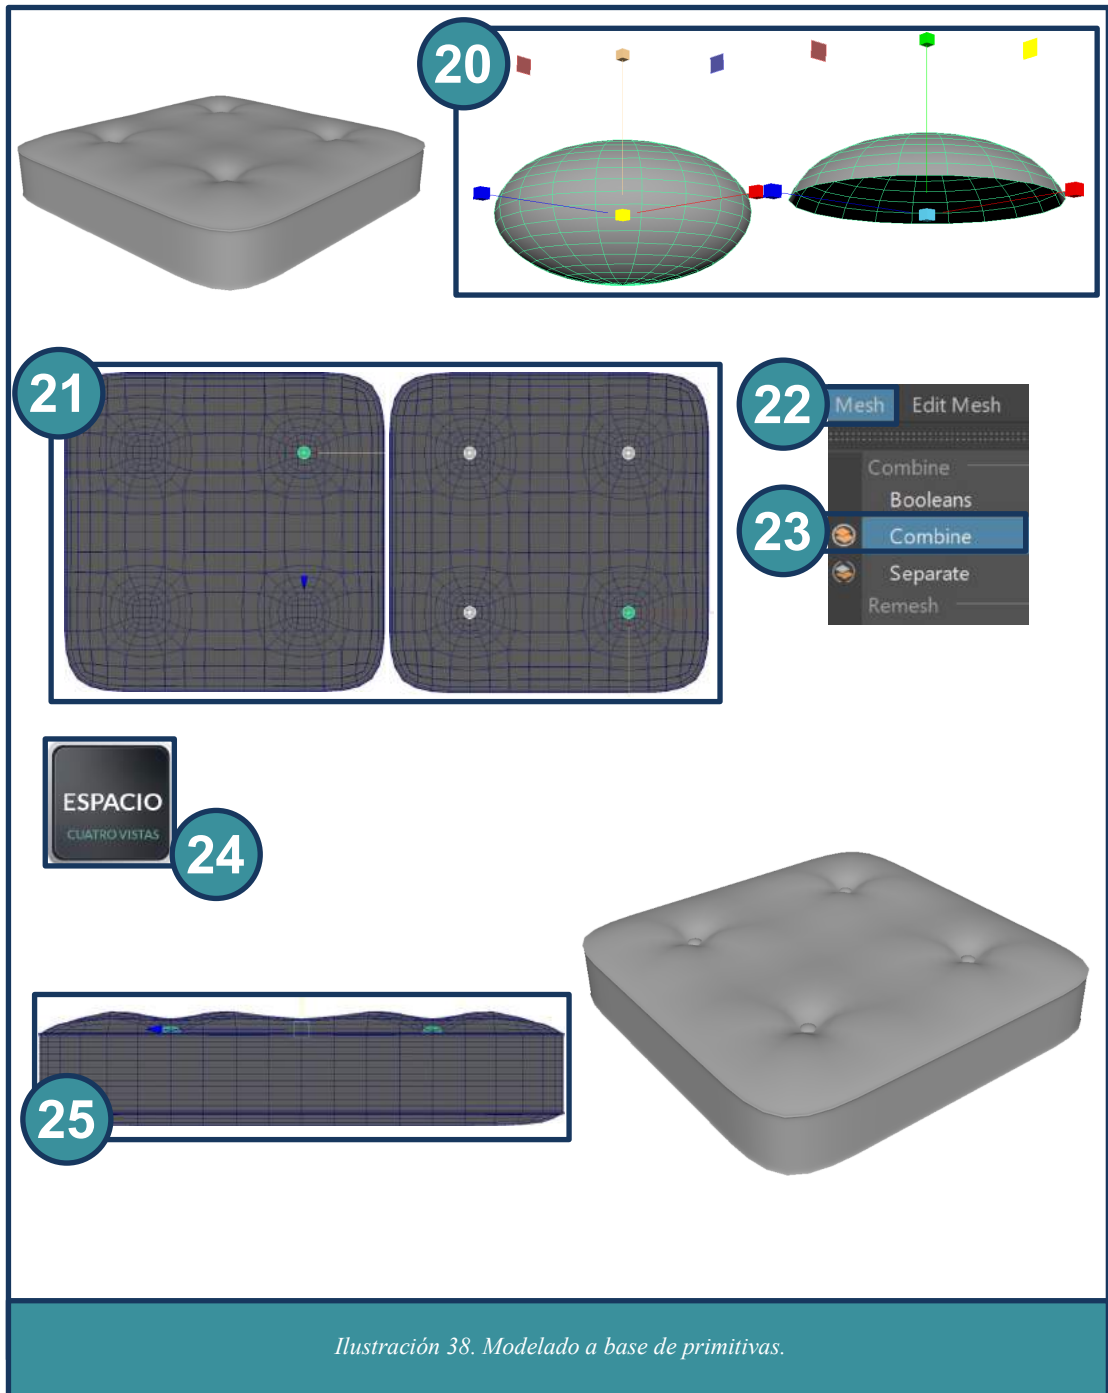 20
21
22
Mesh Edit Mesh
Combine
Booleans
23
Combine
Separate
Remesh
ESPACIO
CUATRO VISTAS
24
25
Ilustración 38. Modelado a base de primitivas.